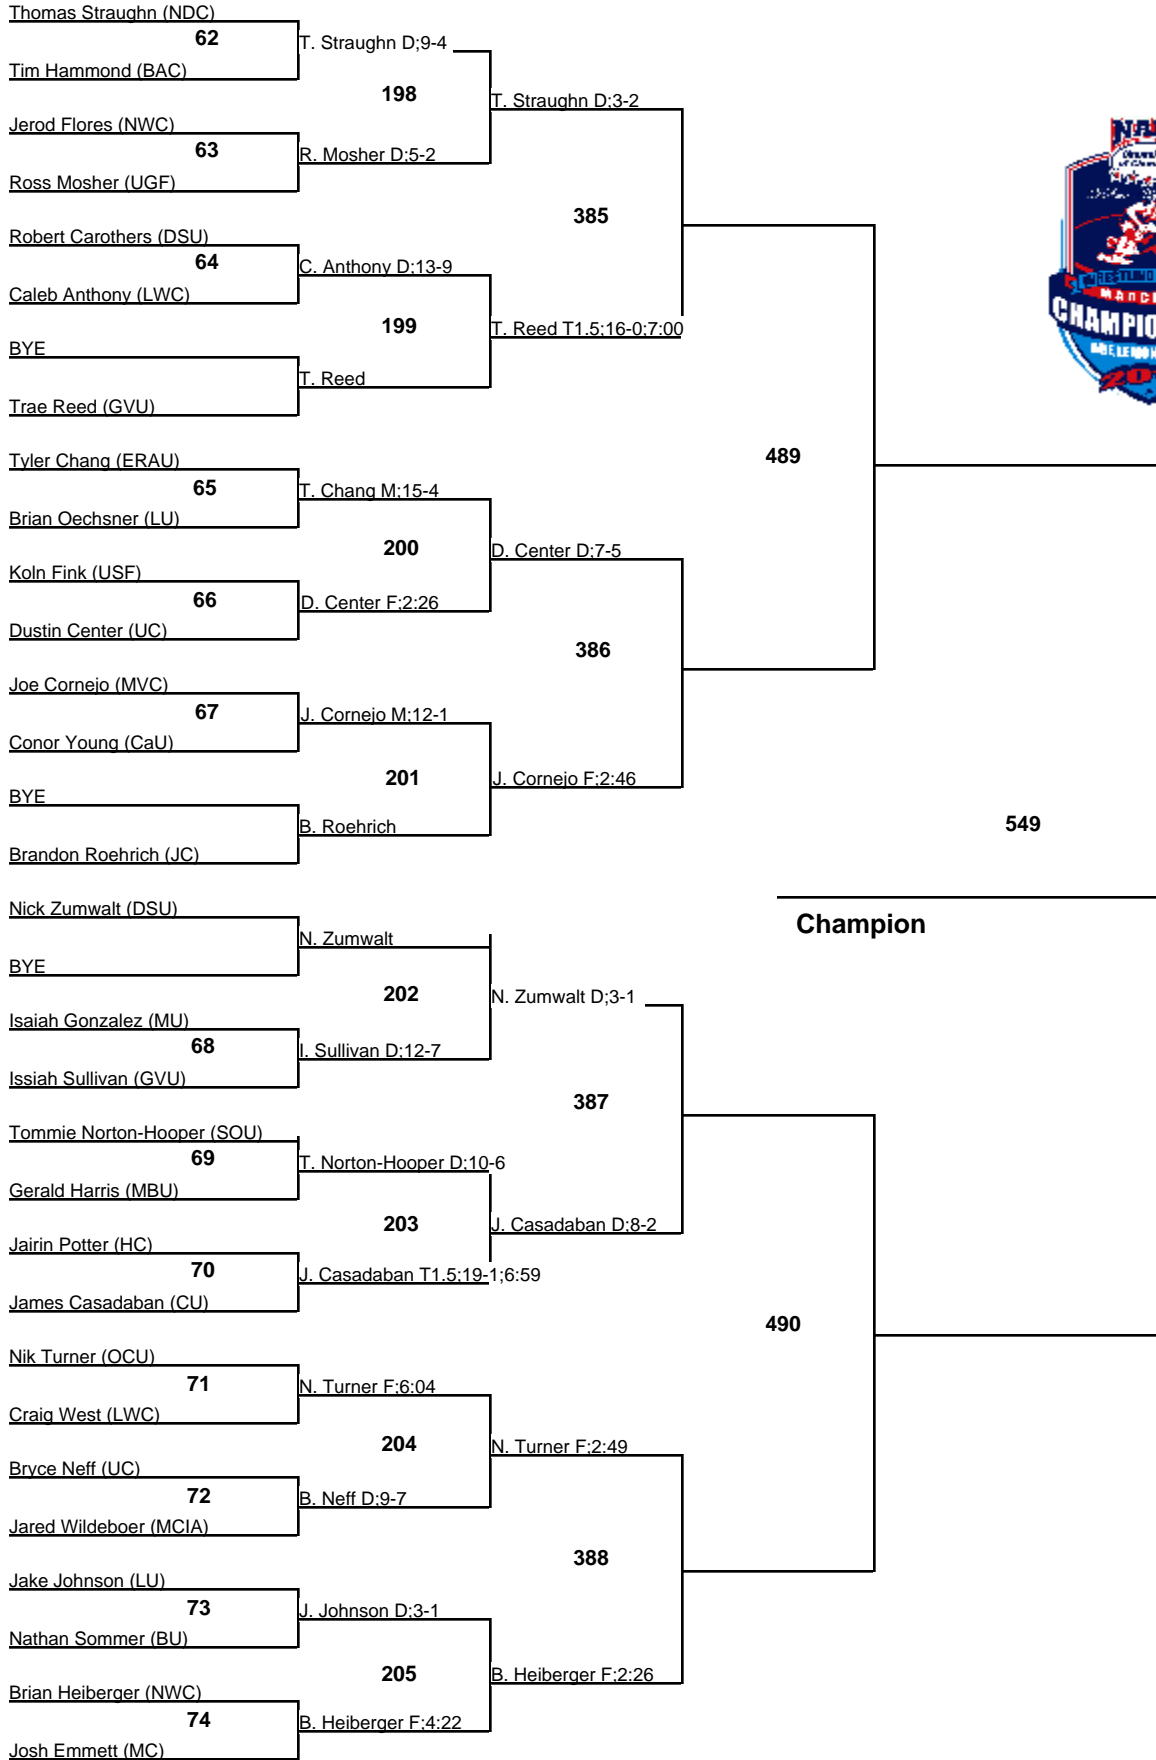 Thomas Straughn (NDC)
62
T. Straughn D;9-4
Tim Hammond (BAC)
198
T. Straughn D;3-2
Jerod Flores (NWC)
63
R. Mosher D;5-2
Ross Mosher (UGF)
385
Robert Carothers (DSU)
64
C. Anthony D;13-9
Caleb Anthony (LWC)
199
T. Reed T1.5;16-0;7:00
BYE
T. Reed
Trae Reed (GVU)
489
Tyler Chang (ERAU)
65
T. Chang M;15-4
Brian Oechsner (LU)
200
D. Center D;7-5
Koln Fink (USF)
66
D. Center F;2:26
Dustin Center (UC)
386
Joe Cornejo (MVC)
67
J. Cornejo M;12-1
Conor Young (CaU)
201
J. Cornejo F;2:46
BYE
B. Roehrich
549
Brandon Roehrich (JC)
Nick Zumwalt (DSU)
Champion
N. Zumwalt
BYE
202
N. Zumwalt D;3-1
Isaiah Gonzalez (MU)
68
I. Sullivan D;12-7
Issiah Sullivan (GVU)
387
Tommie Norton-Hooper (SOU)
69
T. Norton-Hooper D;10-6
Gerald Harris (MBU)
203
J. Casadaban D;8-2
Jairin Potter (HC)
70
J. Casadaban T1.5;19-1;6:59
James Casadaban (CU)
490
Nik Turner (OCU)
71
N. Turner F;6:04
Craig West (LWC)
204
N. Turner F;2:49
Bryce Neff (UC)
72
B. Neff D;9-7
Jared Wildeboer (MCIA)
388
Jake Johnson (LU)
73
J. Johnson D;3-1
Nathan Sommer (BU)
205
B. Heiberger F;2:26
Brian Heiberger (NWC)
74
B. Heiberger F;4:22
Josh Emmett (MC)